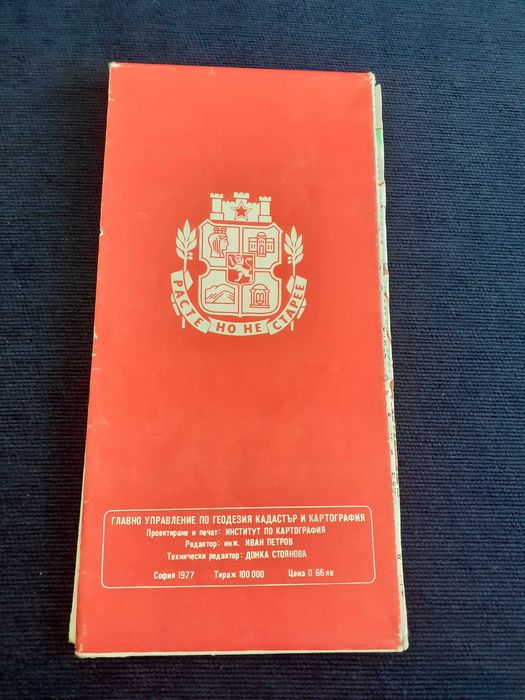 РАСТЕ НО НЕ СТАРЕЕ
ГЛАВНО УПРАВЛЕНИЕ ПО ГЕОДЕЗИЯ КАДАСТЪР И КАРТОГРАФИЯ
Проектиране и печат: ИНСТИТУТ ПО КАРТОГРАФИЯ
Редактор: инж. ИВАН ПЕТРОВ
Технически редактор: ДОНКА СТОЯНОВА
София 1977 Тираж 100 000 Цена 0 66 лв